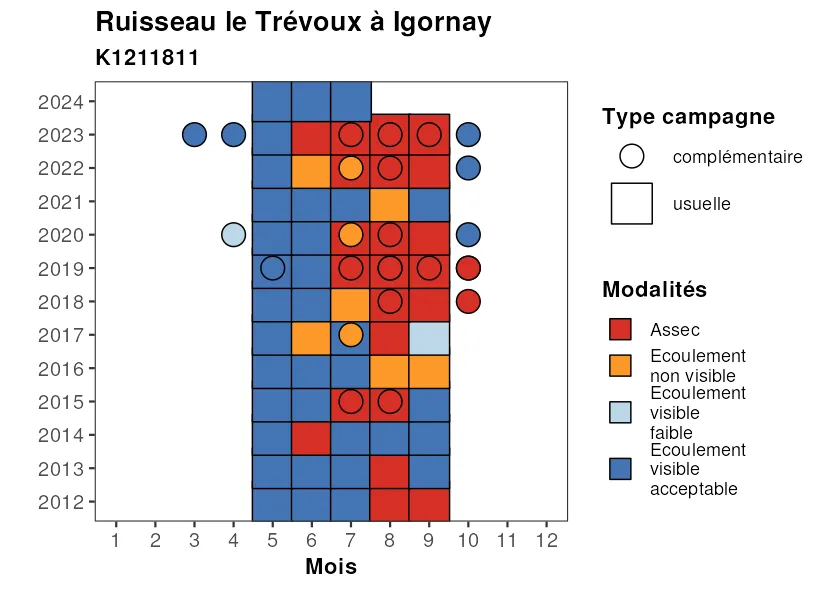 Ruisseau le Trévoux à Igornay
K1211811
2024
2023
2022
2021
2020
2019
2018
2017
2016
2015
2014
2013
2012
1 2 3 4 5 6 7 8 9 10 11 12
Mois
Type campagne
complémentaire
usuelle
Modalités
Assec
Ecoulement
non visible
Ecoulement
visible
faible
Ecoulement
visible
acceptable